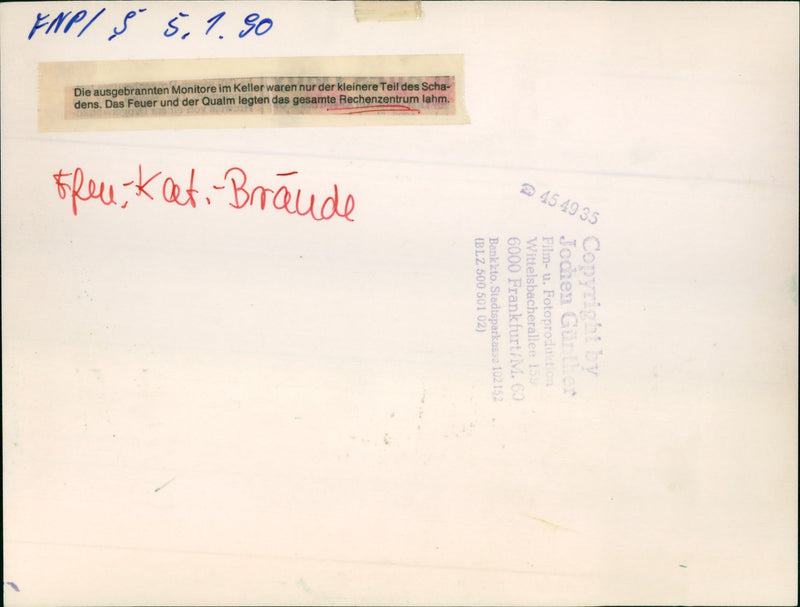 FNP/ 5. 1. 90
Die ausgebrannten Monitore im Keller waren nur der kleinere Teil des Scha-
dens. Das Feuer und der Qualm legten das gesamte Rechenzentrum lahm.
-Kat.-Brände
☎ 45 49 35
Copyright by
Jochen Günther
Film- u. Fotoproduktion
Wittelsbacherallee 139
6000 Frankfurt/M. 60
Bankkto. Stadtsparkasse 102152
(BLZ 500 501 02)